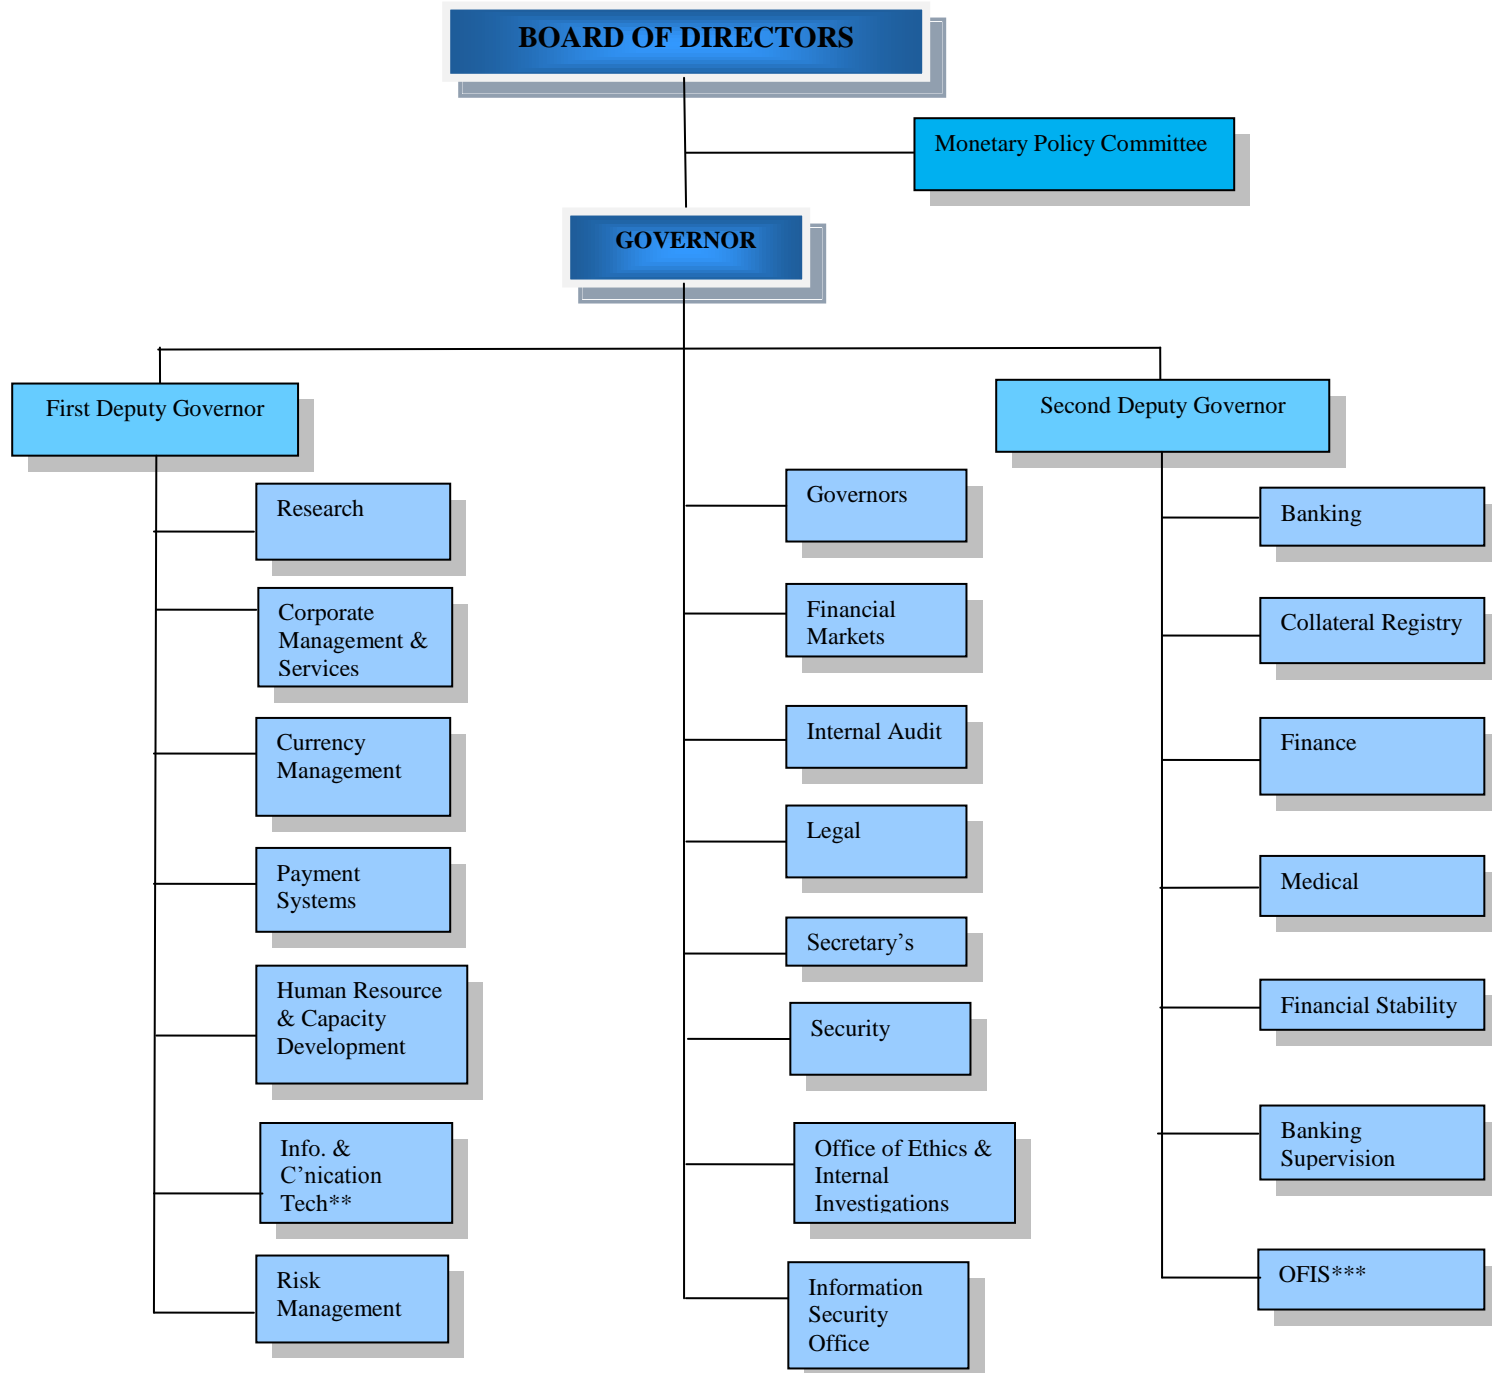 BOARD OF DIRECTORS
Monetary Policy Committee
GOVERNOR
First Deputy Governor
Second Deputy Governor
Research
Corporate
Management &
Services
Currency
Management
Payment
Systems
Human Resource
& Capacity
Development
Info. &
C’nication
Tech**
Risk
Management
Governors
Financial
Markets
Internal Audit
Legal
Secretary’s
Security
Office of Ethics &
Internal
Investigations
Information
Security
Office
Banking
Collateral Registry
Finance
Medical
Financial Stability
Banking
Supervision
OFIS***